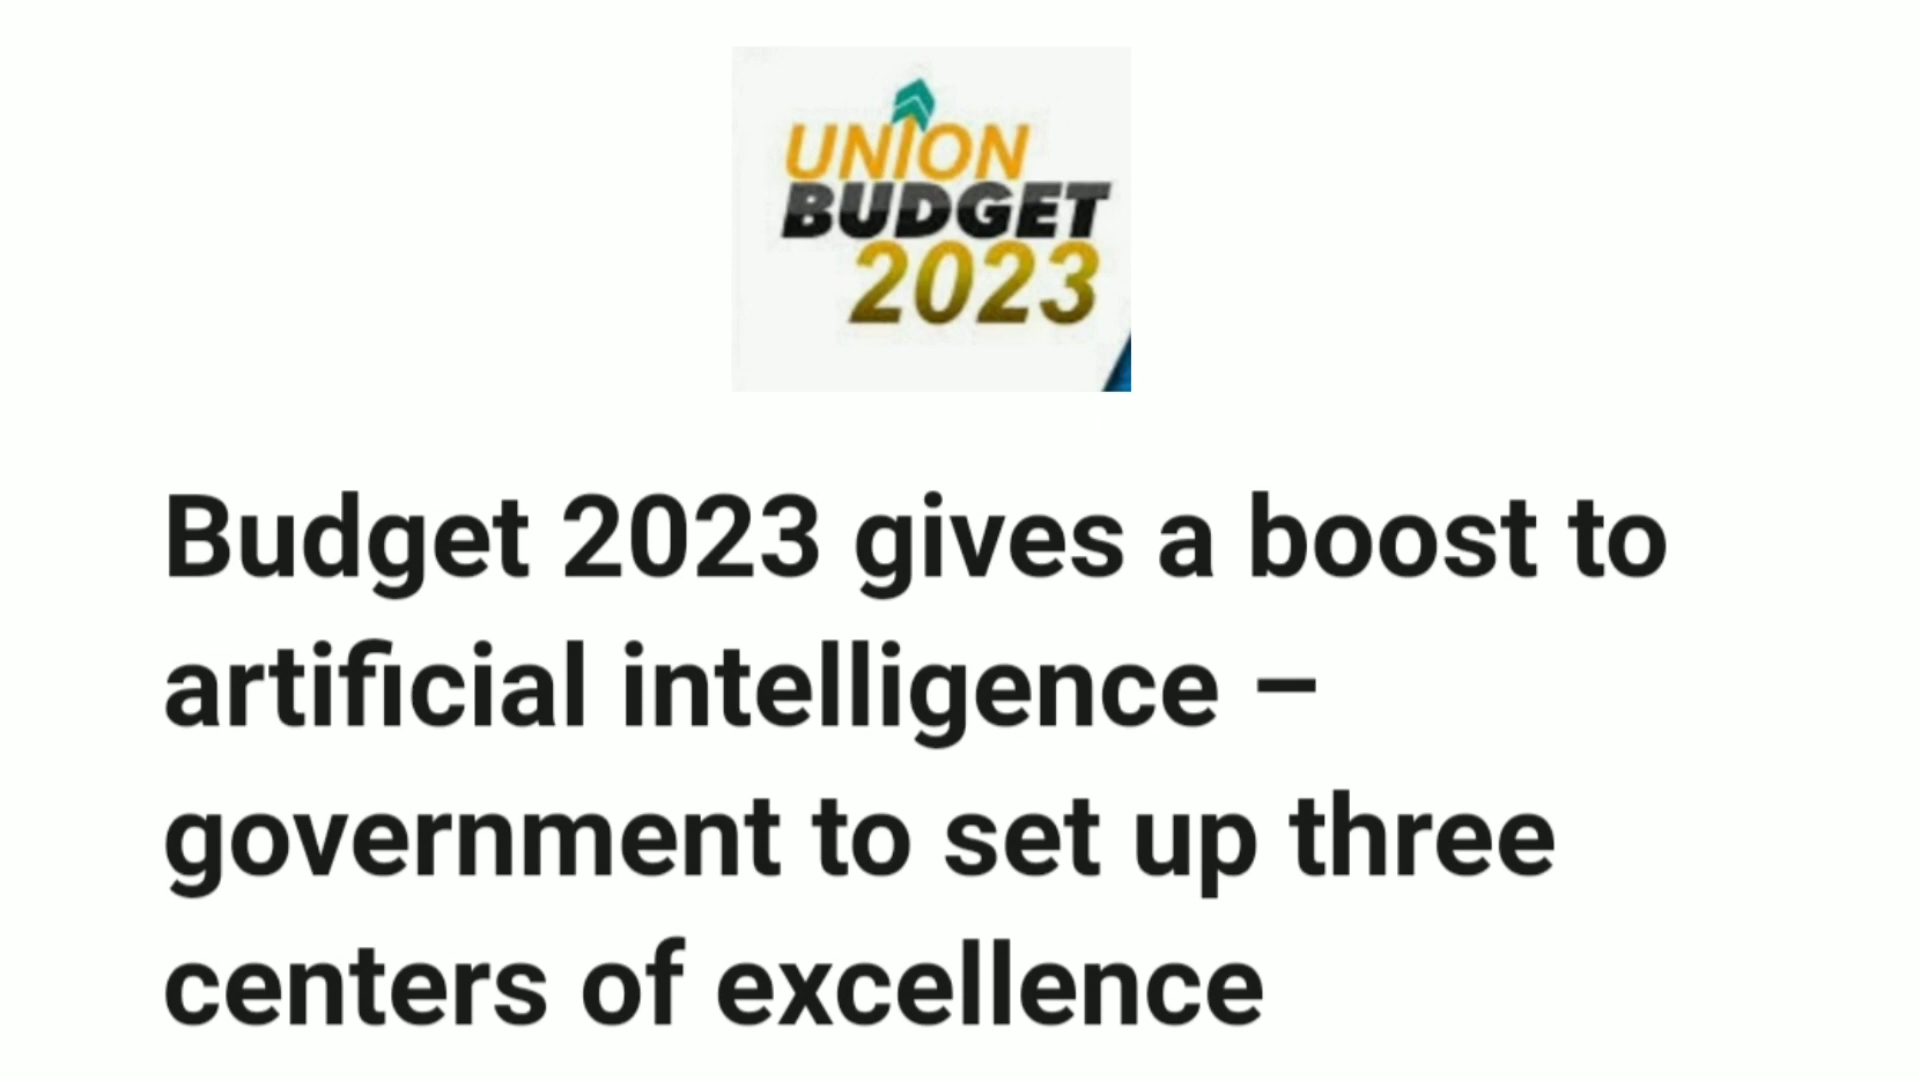 UNION
BUDGET
2023
Budget 2023 gives a boost to
artificial intelligence –
government to set up three
centers of excellence